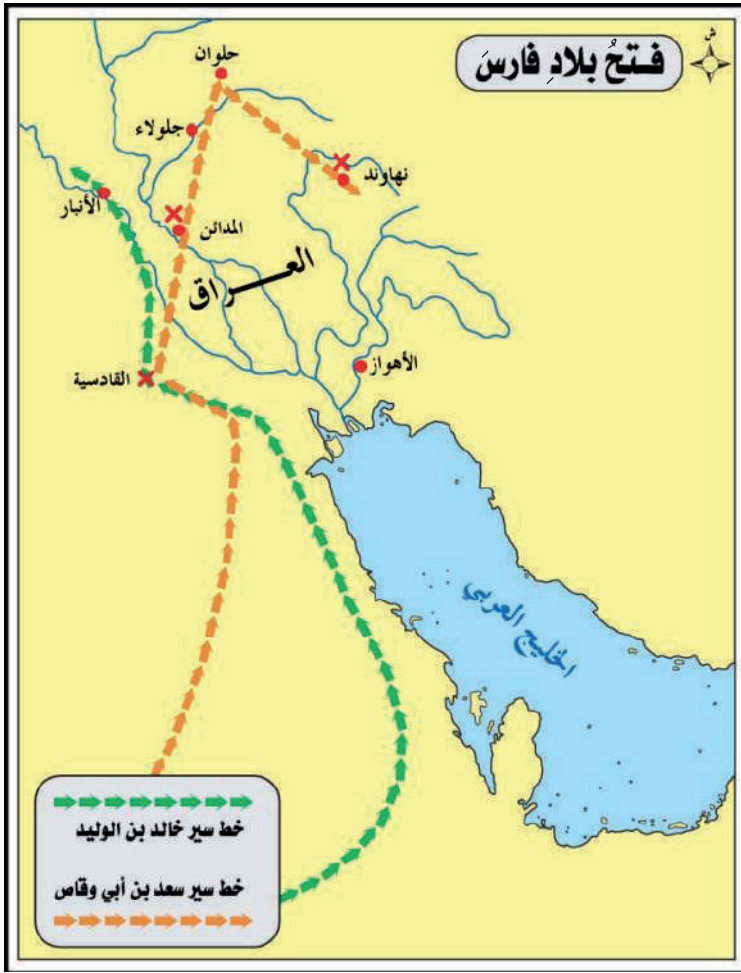 فتحُ بلادِ فارسَ
ش
حلوان
جلولاء
نهاوند
الأنبار
المدائن
العراق
الأهواز
القادسية
الخليج العربي
خط سير خالد بن الوليد
خط سير سعد بن أبي وقاص